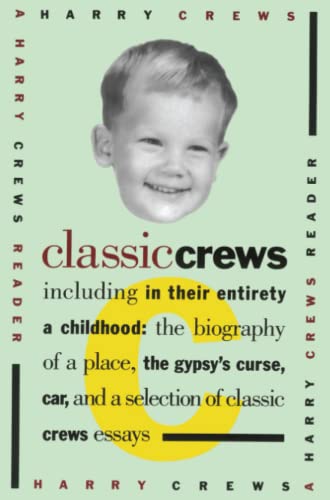 A HARRY CREWS
A HARRY CREWS READER
classic crews
C
including in their entirety
a childhood: the biography
of a place, the gypsy's curse,
car, and a selection of classic
crews essays
A HARRY CREWS READER
HARRY CREWS